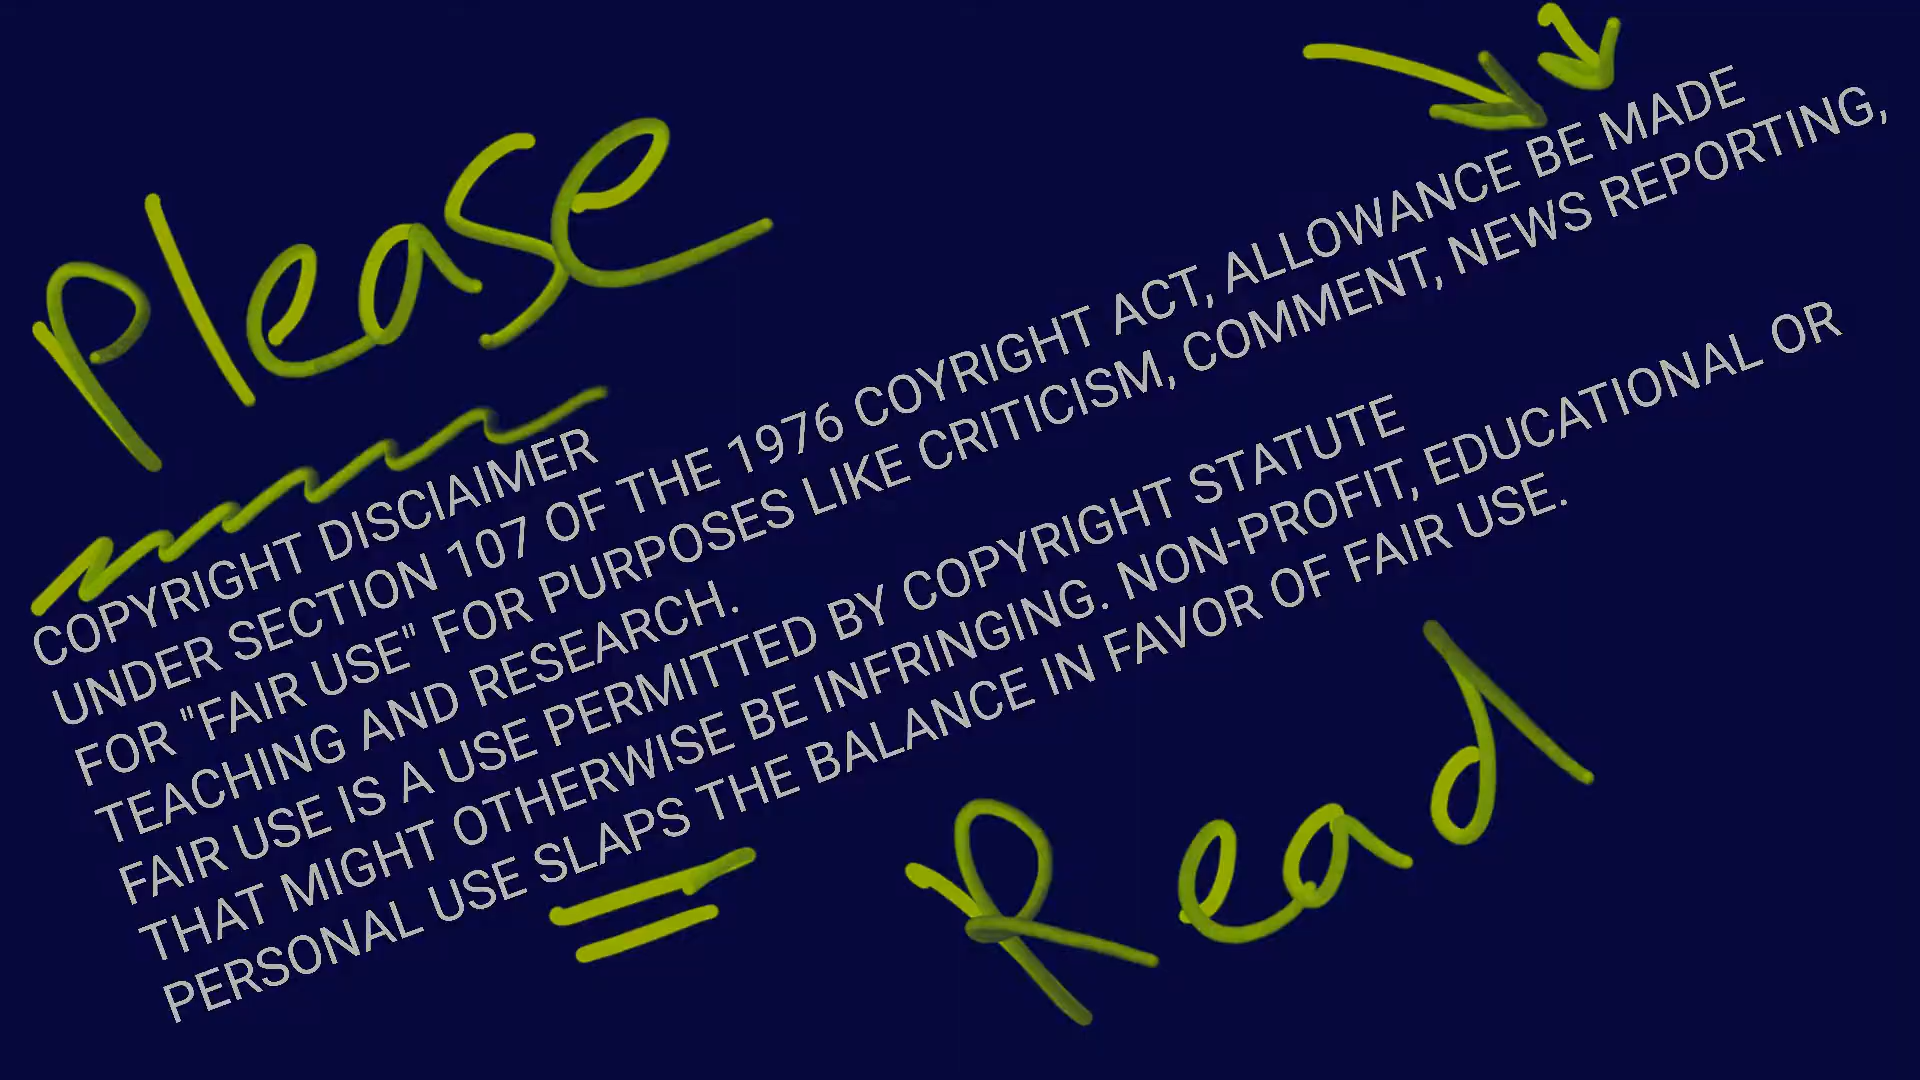 Please
COPYRIGHT DISCIAIMER
UNDER SECTION 107 OF THE 1976 COYRIGHT ACT, ALLOWANCE BE MADE
FOR "FAIR USE" FOR PURPOSES LIKE CRITICISM, COMMENT, NEWS REPORTING,
TEACHING AND RESEARCH.
FAIR USE IS A USE PERMITTED BY COPYRIGHT STATUTE
THAT MIGHT OTHERWISE BE INFRINGING. NON-PROFIT, EDUCATIONAL OR
PERSONAL USE SLAPS THE BALANCE IN FAVOR OF FAIR USE.
Read